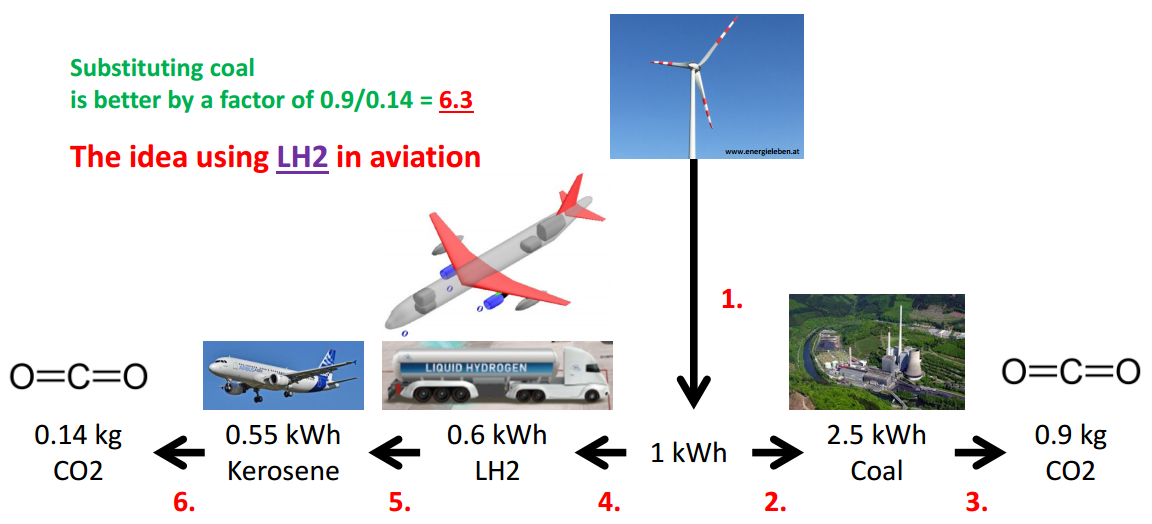 Substituting coal
is better by a factor of 0.9/0.14 = 6.3
The idea using LH2 in aviation
www.energieleben.at
1.
LIQUID HYDROGEN
O=C=O
O=C=O
0.14 kg
CO2
0.55 kWh
Kerosene
0.6 kWh
LH2
1 kWh
2.5 kWh
Coal
0.9 kg
CO2
6.
5.
4.
2.
3.